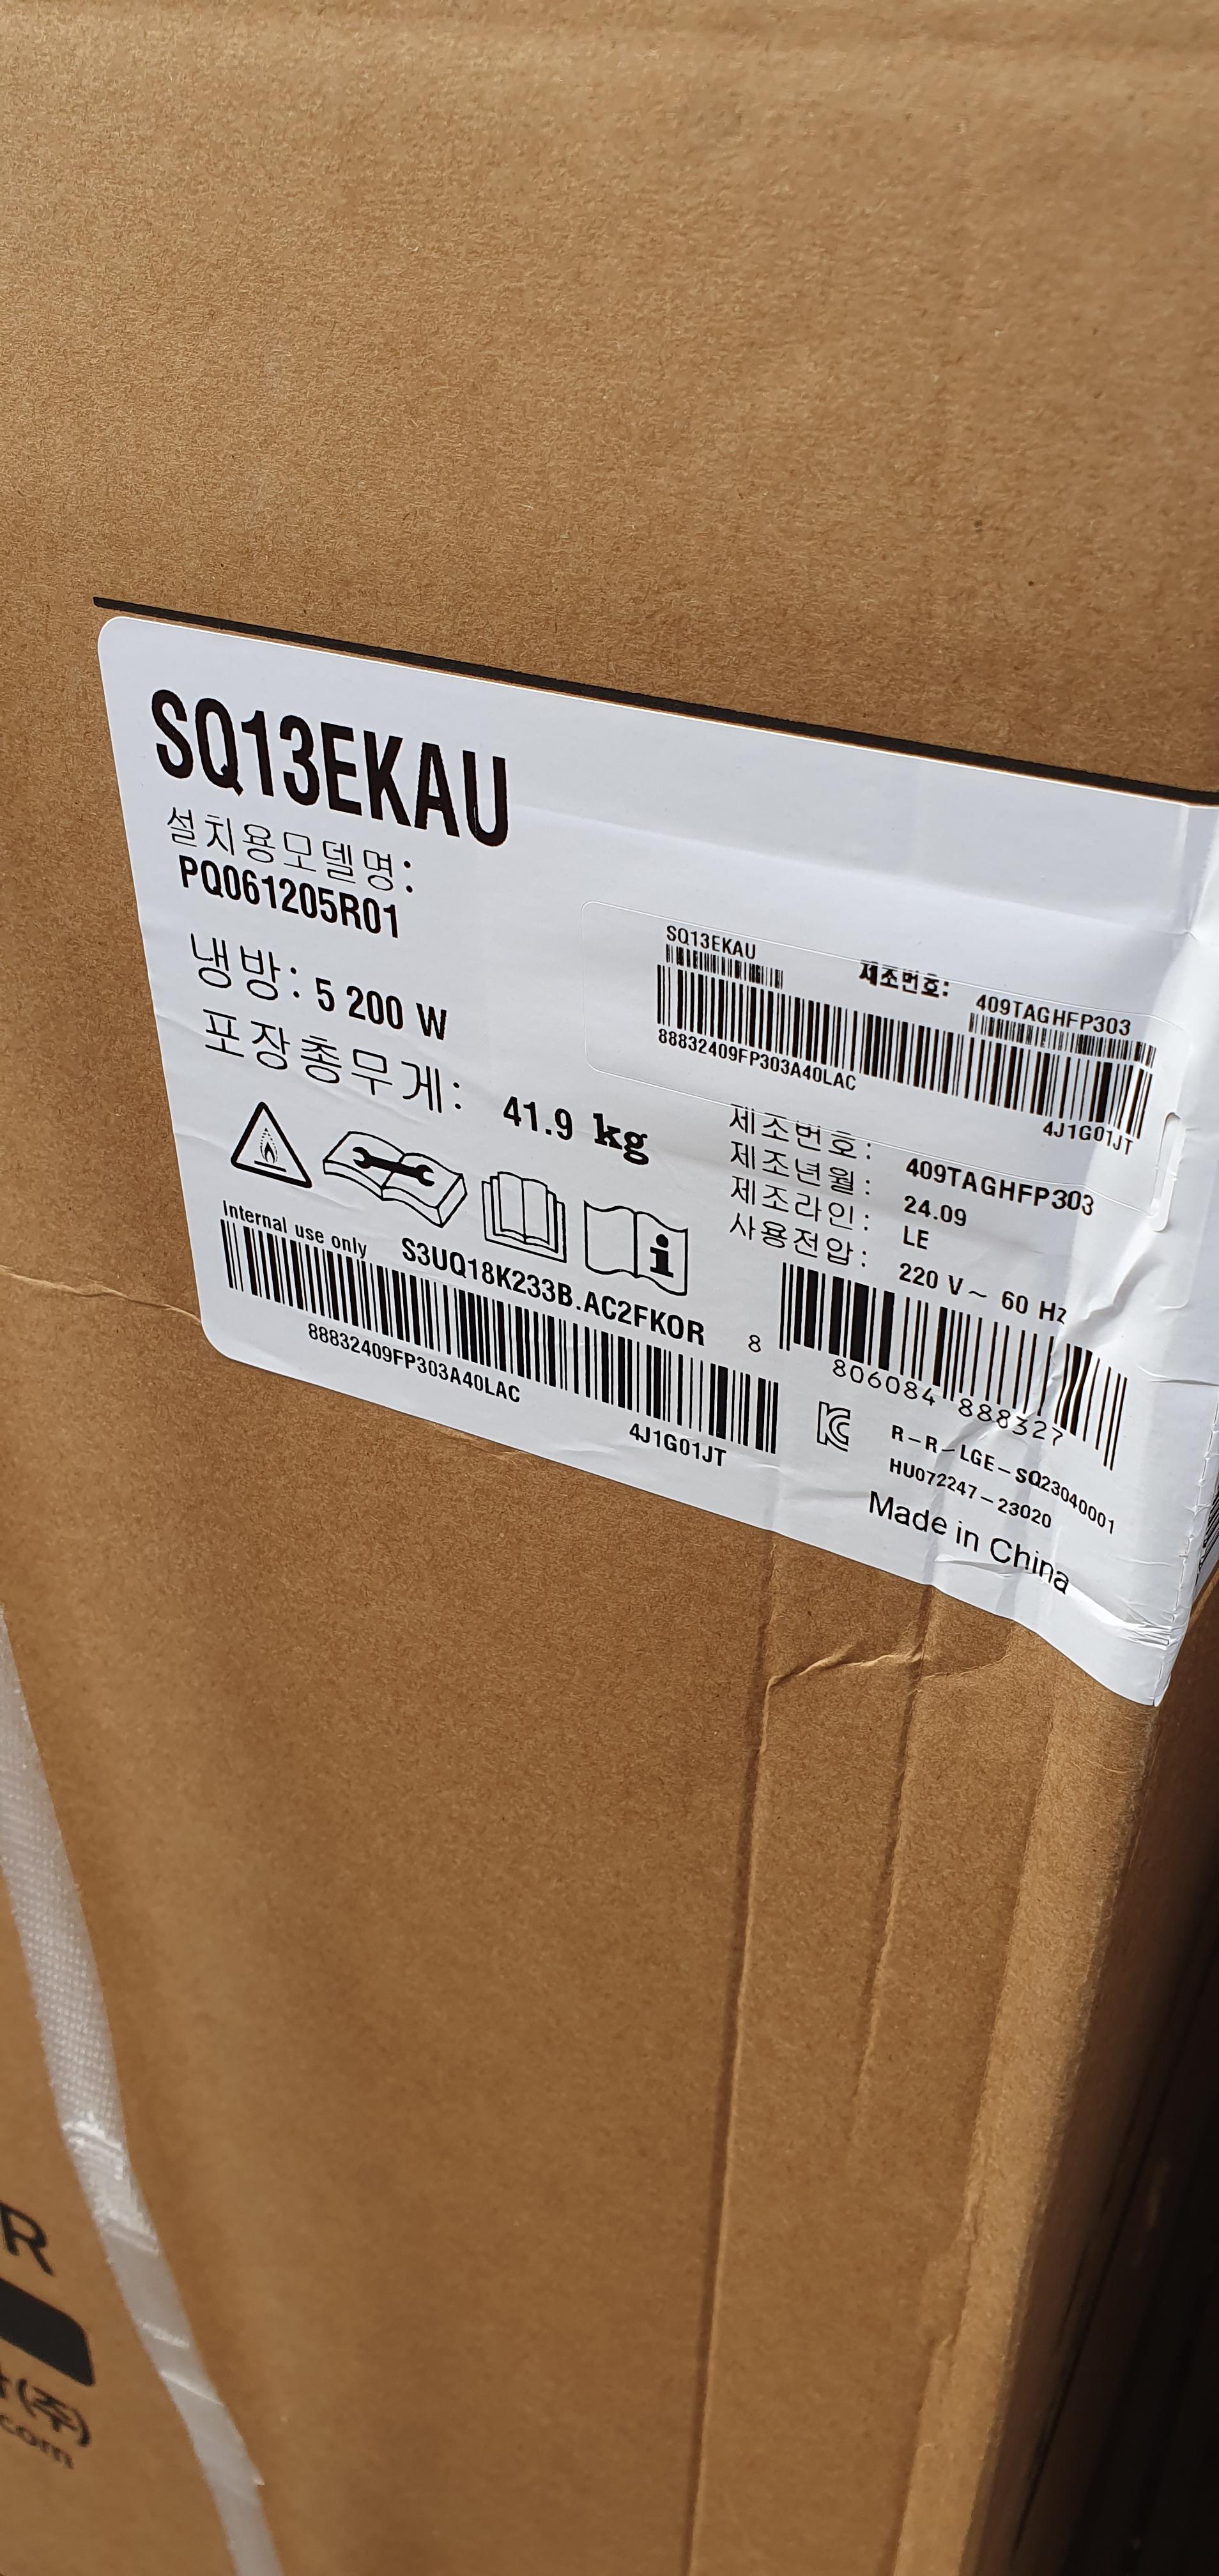 SQ13EKAU
설치용모델명:
PQ061205R01
냉방: 5 200 W
포장총무게: 41.9 kg
Internal use only
S3UQ18K233B.AC2FKOR
88832409FP303A40LAC
4J1G01JT
SQ13EKAU
제조번호: 409TAGHFP303
88832409FP303A40LAC
4J1G01JT
제조번호: 409TAGHFP303
제조년월: 24.09
제조라인: LE
사용전압: 220 V~ 60 Hz
8 806084 888327
R-R-LGE-SQ23040001
HU072247-23020
Made in China
R
(주)
com